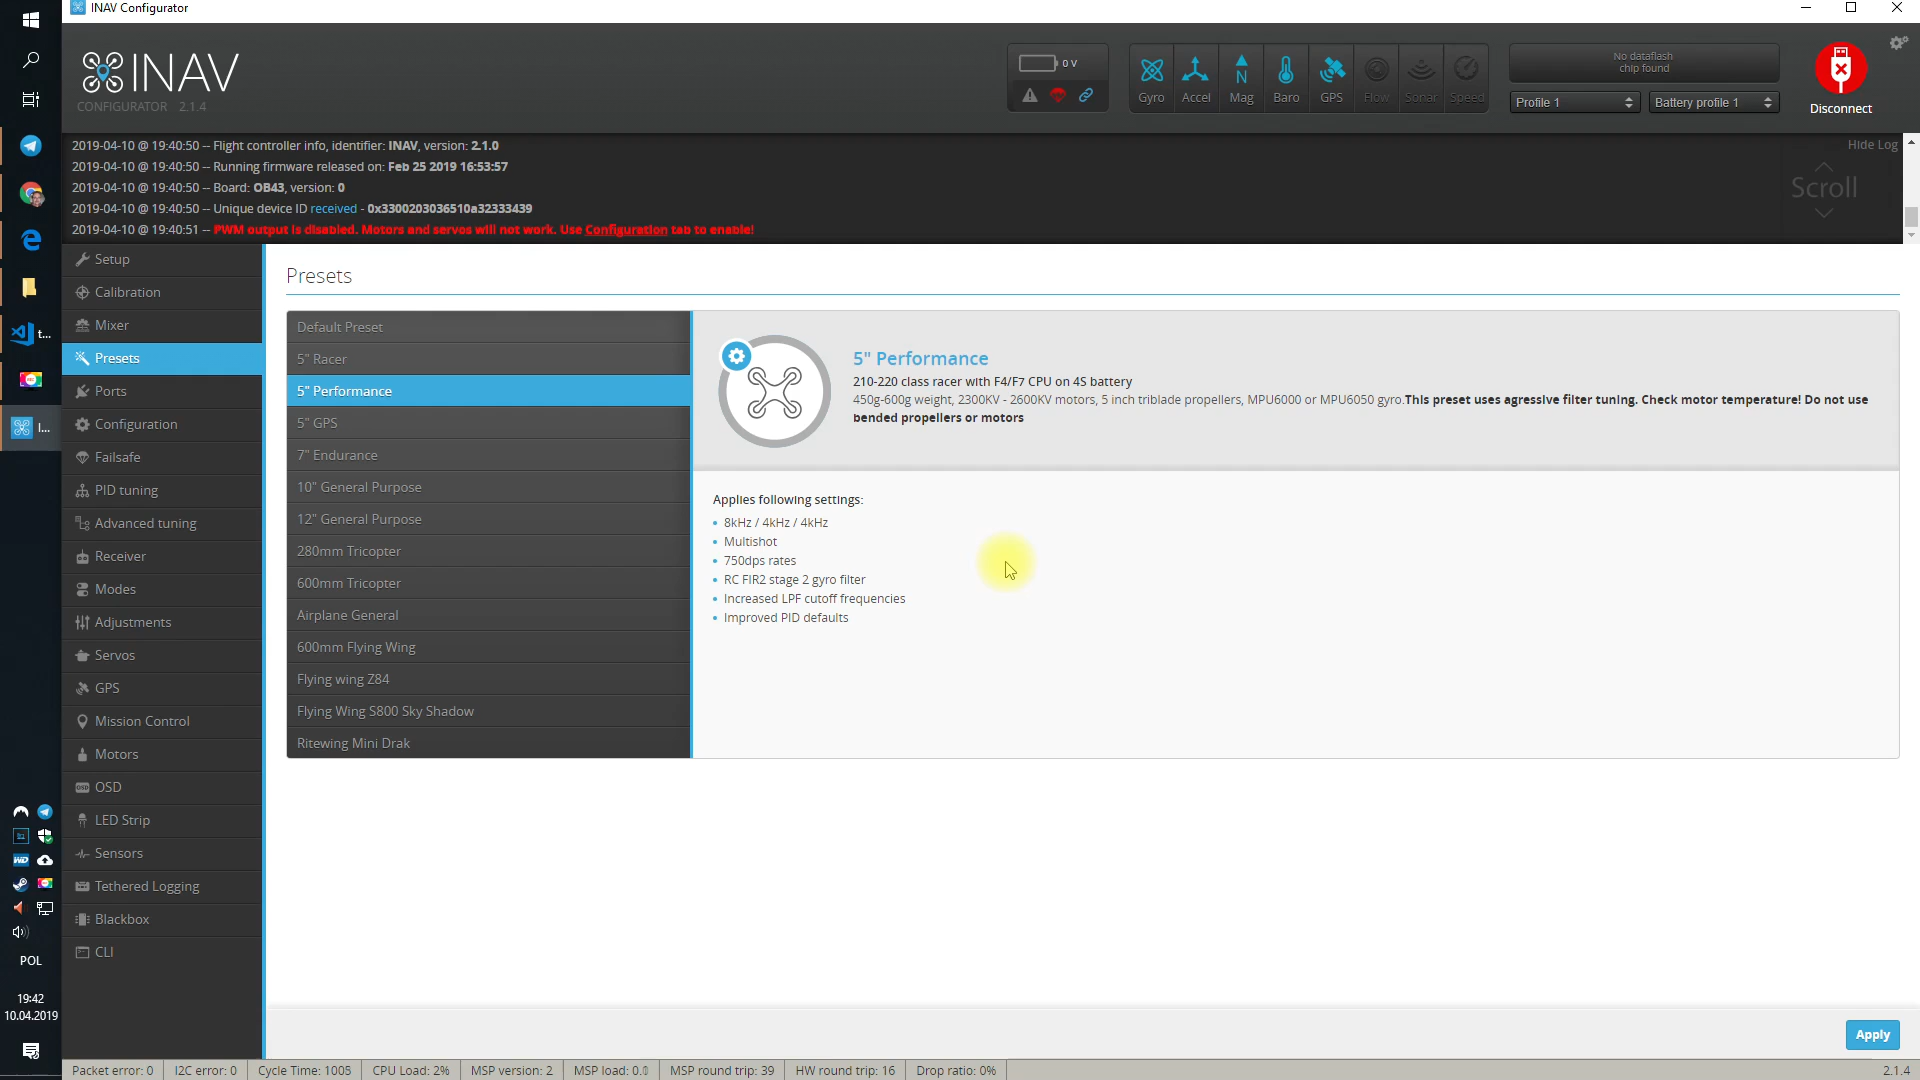 INAV Configurator
INAV
CONFIGURATOR 2.1.4
0 V
Gyro Accel Mag Baro GPS Flow Sonar Speed
No dataflash
chip found
Profile 1
Battery profile 1
Disconnect
2019-04-10 @ 19:40:50 -- Flight controller info, identifier: INAV, version: 2.1.0
2019-04-10 @ 19:40:50 -- Running firmware released on: Feb 25 2019 16:53:57
2019-04-10 @ 19:40:50 -- Board: OB43, version: 0
2019-04-10 @ 19:40:50 -- Unique device ID received - 0x3300203036510a32333439
2019-04-10 @ 19:40:51 -- PWM output is disabled. Motors and servos will not work. Use Configuration tab to enable!
Hide Log
Scroll
t...
I...
Setup
Calibration
Mixer
Presets
Ports
Configuration
Failsafe
PID tuning
Advanced tuning
Receiver
Modes
Adjustments
Servos
GPS
Mission Control
Motors
OSD
LED Strip
Sensors
Tethered Logging
Blackbox
CLI
Presets
Default Preset
5" Racer
5" Performance
5" GPS
7" Endurance
10" General Purpose
12" General Purpose
280mm Tricopter
600mm Tricopter
Airplane General
600mm Flying Wing
Flying wing Z84
Flying Wing S800 Sky Shadow
Ritewing Mini Drak
5" Performance
210-220 class racer with F4/F7 CPU on 4S battery
450g-600g weight, 2300KV - 2600KV motors, 5 inch triblade propellers, MPU6000 or MPU6050 gyro.This preset uses agressive filter tuning. Check motor temperature! Do not use
bended propellers or motors
Applies following settings:
8kHz / 4kHz / 4kHz
Multishot
750dps rates
RC FIR2 stage 2 gyro filter
Increased LPF cutoff frequencies
Improved PID defaults
Apply
POL
19:42
10.04.2019
Packet error: 0 I2C error: 0 Cycle Time: 1005 CPU Load: 2% MSP version: 2 MSP load: 0.0 MSP round trip: 39 HW round trip: 16 Drop ratio: 0% 2.1.4